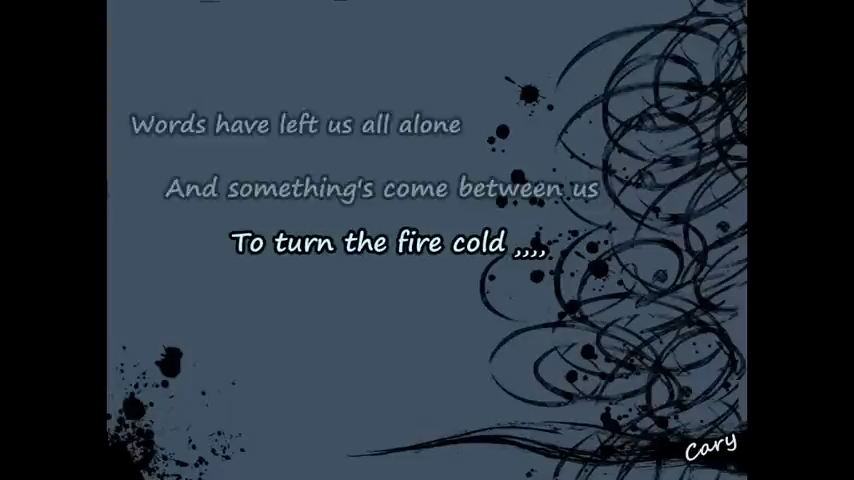 Words have left us all alone
And something's come between us
To turn the fire cold ,,,,
Cary